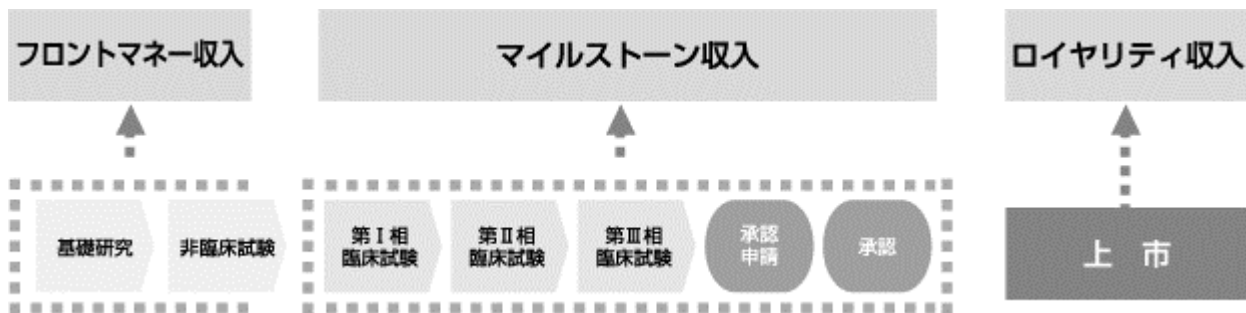 フロントマネー収入
マイルストーン収入
ロイヤリティ収入
基礎研究
非臨床試験
第Ⅰ相
臨床試験
第Ⅱ相
臨床試験
第Ⅲ相
臨床試験
承認
申請
承認
上 市